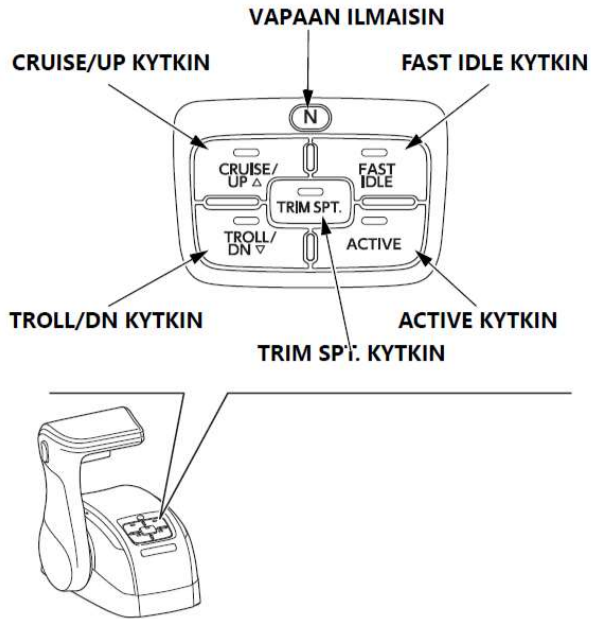 VAPAAN ILMAISIN
CRUISE/UP KYTKIN
FAST IDLE KYTKIN
N
CRUISE/
UP △
FAST
IDLE
TRIM SPT.
TROLL/
DN ▽
ACTIVE
TROLL/DN KYTKIN
ACTIVE KYTKIN
TRIM SPT. KYTKIN